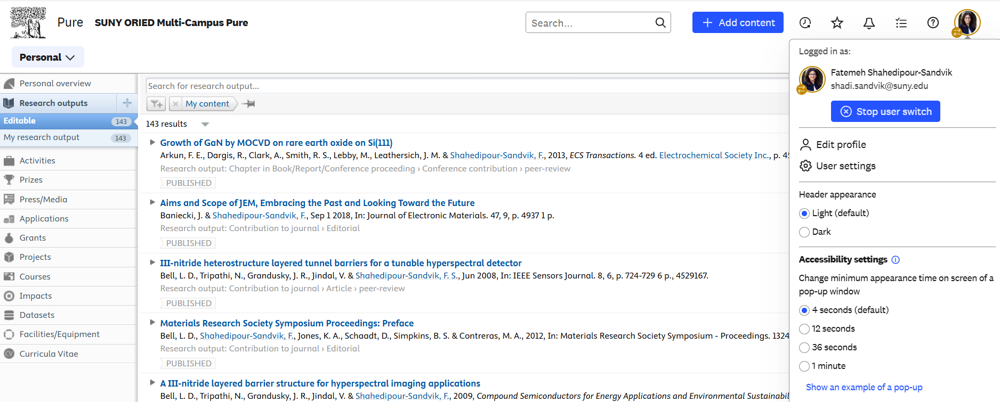 Pure SUNY ORIED Multi-Campus Pure
Search...
Add content
Personal
Personal overview
Research outputs
Editable 143
My research output 143
Activities
Prizes
Press/Media
Applications
Grants
Projects
Courses
Impacts
Datasets
Facilities/Equipment
CV Curricula Vitae
Search for research output...
My content
143 results
Growth of GaN by MOCVD on rare earth oxide on Si(111)
Arkun, F. E., Dargis, R., Clark, A., Smith, R. S., Lebby, M., Leathersich, J. M. & Shahedipour-Sandvik, F., 2013, ECS Transactions. 4 ed. Electrochemical Society Inc., p. 4
Research output: Chapter in Book/Report/Conference proceeding › Conference contribution › peer-review
PUBLISHED
Aims and Scope of JEM, Embracing the Past and Looking Toward the Future
Baniecki, J. & Shahedipour-Sandvik, F., Sep 1 2018, In: Journal of Electronic Materials. 47, 9, p. 4937 1 p.
Research output: Contribution to journal › Editorial
PUBLISHED
III-nitride heterostructure layered tunnel barriers for a tunable hyperspectral detector
Bell, L. D., Tripathi, N., Grandusky, J. R., Jindal, V. & Shahedipour-Sandvik, F. S., Jun 2008, In: IEEE Sensors Journal. 8, 6, p. 724-729 6 p., 4529167.
Research output: Contribution to journal › Article › peer-review
PUBLISHED
Materials Research Society Symposium Proceedings: Preface
Bell, L. D., Shahedipour-Sandvik, F., Jones, K. A., Schaadt, D., Simpkins, B. S. & Contreras, M. A., 2012, In: Materials Research Society Symposium - Proceedings. 1324
Research output: Contribution to journal › Editorial
PUBLISHED
A III-nitride layered barrier structure for hyperspectral imaging applications
Bell, L. D., Tripathi, N., Grandusky, J. R., Jindal, V. & Shahedipour-Sandvik, F., 2009, Compound Semiconductors for Energy Applications and Environmental Sustainabil
Logged in as:
Fatemeh Shahedipour-Sandvik
shadi.sandvik@suny.edu
Stop user switch
Edit profile
User settings
Header appearance
Light (default)
Dark
Accessibility settings
Change minimum appearance time on screen of a
pop-up window
4 seconds (default)
12 seconds
36 seconds
1 minute
Show an example of a pop-up